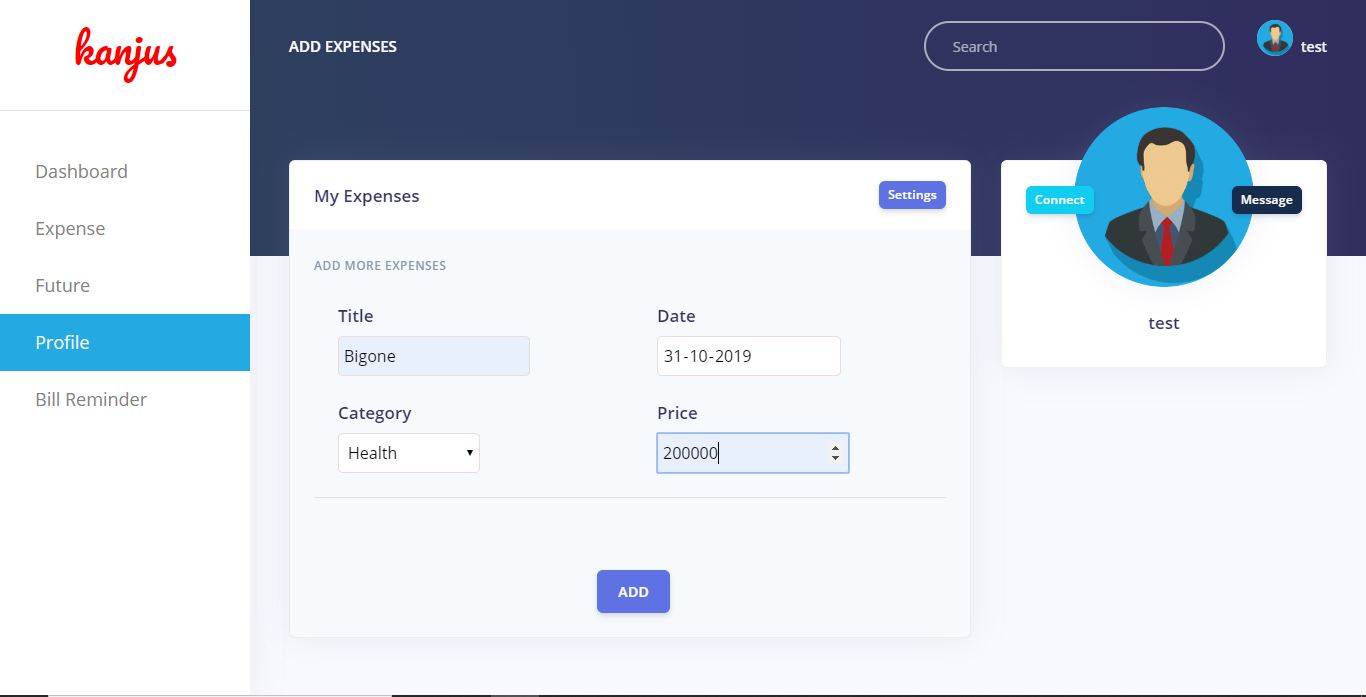 kanjus
ADD EXPENSES
Search
test
Dashboard
Expense
Future
Profile
Bill Reminder
My Expenses
Settings
ADD MORE EXPENSES
Title
Date
Bigone
31-10-2019
Category
Price
Health
200000
ADD
Connect
Message
test